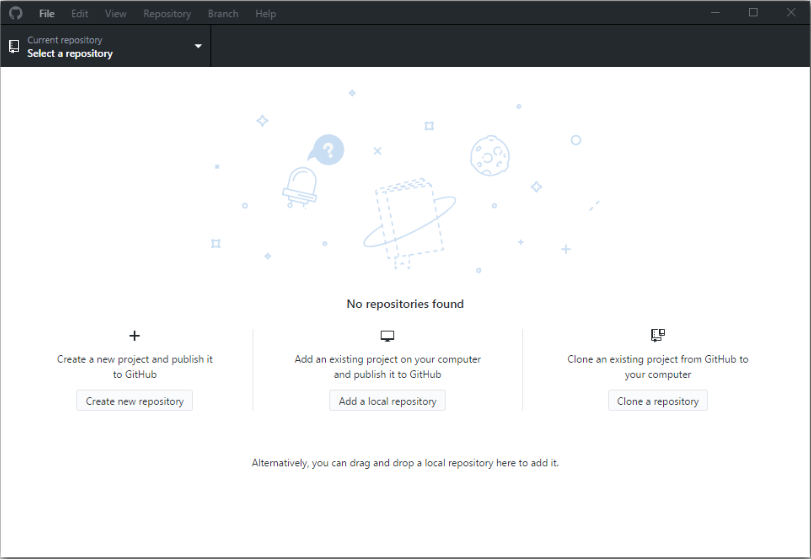 File Edit View Repository Branch Help
Current repository
Select a repository
?
No repositories found
Create a new project and publish it
to GitHub
Create new repository
Add an existing project on your computer
and publish it to GitHub
Add a local repository
Clone an existing project from GitHub to
your computer
Clone a repository
Alternatively, you can drag and drop a local repository here to add it.